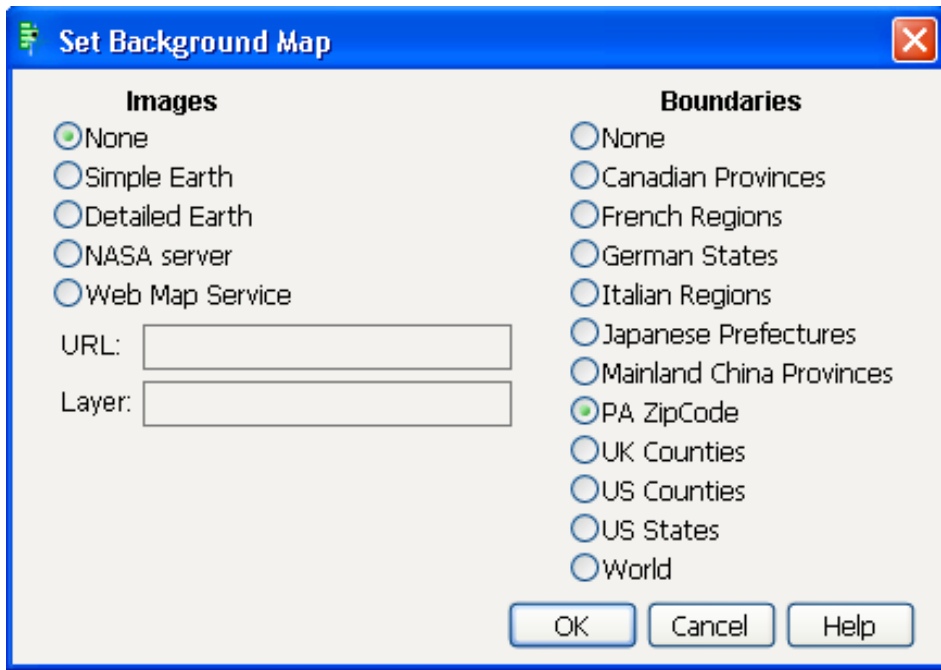 Set Background Map
Images
None
Simple Earth
Detailed Earth
NASA server
Web Map Service
URL:
Layer:
Boundaries
None
Canadian Provinces
French Regions
German States
Italian Regions
Japanese Prefectures
Mainland China Provinces
PA ZipCode
UK Counties
US Counties
US States
World
OK
Cancel
Help